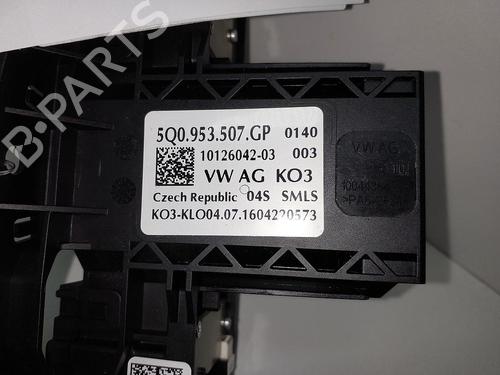 B-PARTS
5Q0.953.507.GP 0140
10126042-03 003
VW AG KO3
Czech Republic 04S SMLS
KO3-KLO04.07.1604220573
VW AG